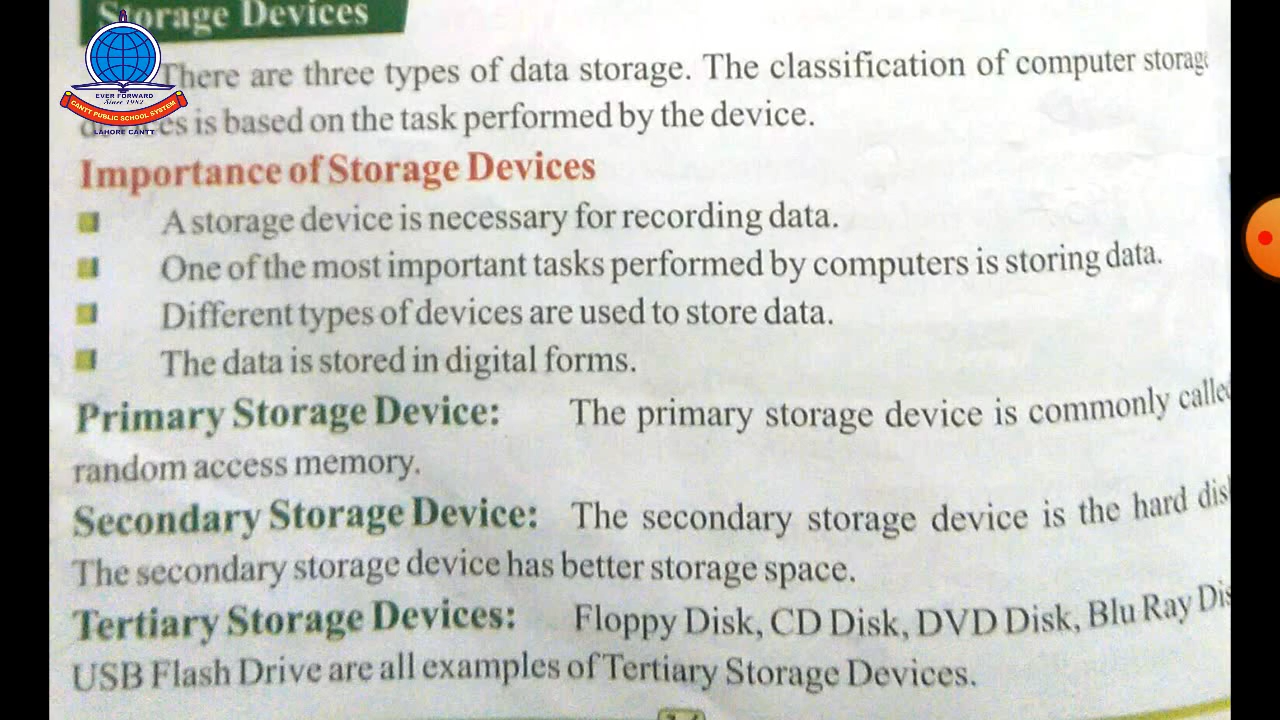 Storage Devices
There are three types of data storage. The classification of computer storage
is based on the task performed by the device.
EVER FORWARD
Since 1982
CANTT PUBLIC SCHOOL SYSTEM
LAHORE CANTT
Importance of Storage Devices
A storage device is necessary for recording data.
One of the most important tasks performed by computers is storing data.
Different types of devices are used to store data.
The data is stored in digital forms.
Primary Storage Device: The primary storage device is commonly called
random access memory.
Secondary Storage Device: The secondary storage device is the hard dis
The secondary storage device has better storage space.
Tertiary Storage Devices: Floppy Disk, CD Disk, DVD Disk, Blu Ray Dis
USB Flash Drive are all examples of Tertiary Storage Devices.